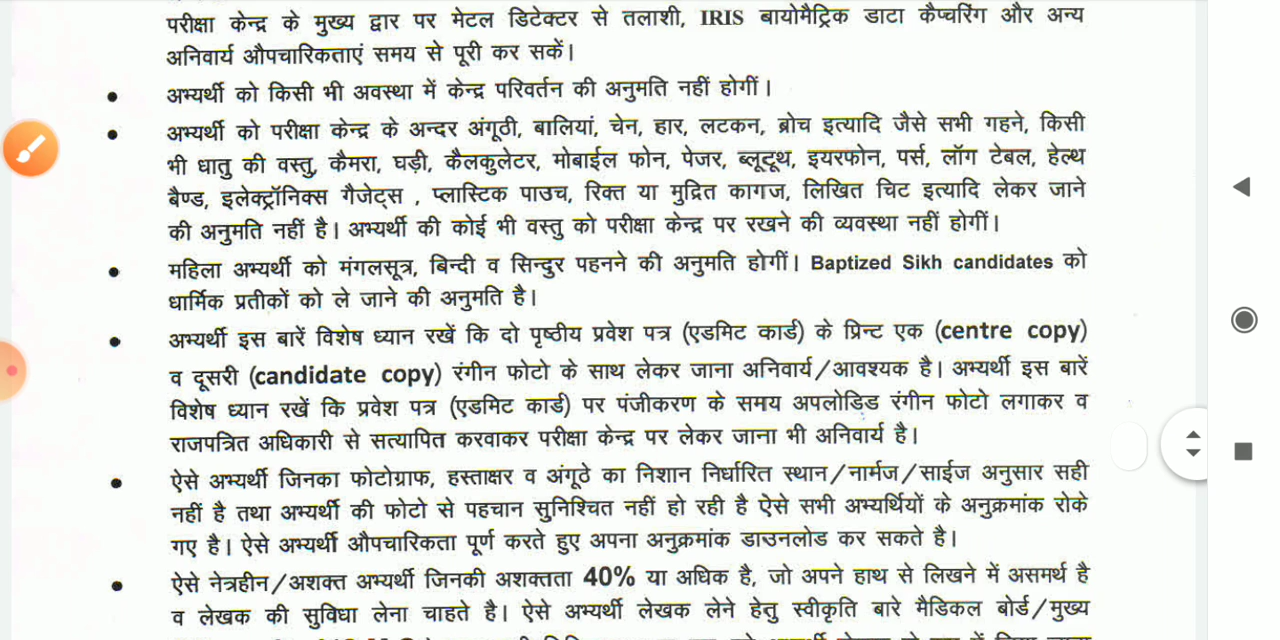 परीक्षा केन्द्र के मुख्य द्वार पर मेटल डिटेक्टर से तलाशी, IRIS बायोमैट्रिक डाटा कैप्चरिंग और अन्य
अनिवार्य औपचारिकताएं समय से पूरी कर सकें।
• अभ्यर्थी को किसी भी अवस्था में केन्द्र परिवर्तन की अनुमति नहीं होगीं।
• अभ्यर्थी को परीक्षा केन्द्र के अन्दर अंगूठी, बालियां, चेन, हार, लटकन, ब्रोच इत्यादि जैसे सभी गहने, किसी
भी धातु की वस्तु, कैमरा, घड़ी, कैलकुलेटर, मोबाईल फोन, पेजर, ब्लूटूथ, इयरफोन, पर्स, लॉग टेबल, हेल्थ
बैण्ड, इलेक्ट्रॉनिक्स गैजेट्स , प्लास्टिक पाउच, रिक्त या मुद्रित कागज, लिखित चिट इत्यादि लेकर जाने
की अनुमति नहीं है। अभ्यर्थी की कोई भी वस्तु को परीक्षा केन्द्र पर रखने की व्यवस्था नहीं होगीं।
• महिला अभ्यर्थी को मंगलसूत्र, बिन्दी व सिन्दुर पहनने की अनुमति होगीं। Baptized Sikh candidates को
धार्मिक प्रतीकों को ले जाने की अनुमति है।
• अभ्यर्थी इस बारें विशेष ध्यान रखें कि दो पृष्ठीय प्रवेश पत्र (एडमिट कार्ड) के प्रिन्ट एक (centre copy)
व दूसरी (candidate copy) रंगीन फोटो के साथ लेकर जाना अनिवार्य/आवश्यक है। अभ्यर्थी इस बारें
विशेष ध्यान रखें कि प्रवेश पत्र (एडमिट कार्ड) पर पंजीकरण के समय अपलोडिड रंगीन फोटो लगाकर व
राजपत्रित अधिकारी से सत्यापित करवाकर परीक्षा केन्द्र पर लेकर जाना भी अनिवार्य है।
• ऐसे अभ्यर्थी जिनका फोटोग्राफ, हस्ताक्षर व अंगूठे का निशान निर्धारित स्थान/नार्मज/साईज अनुसार सही
नहीं है तथा अभ्यर्थी की फोटो से पहचान सुनिश्चित नहीं हो रही है ऐसे सभी अभ्यर्थियों के अनुक्रमांक रोके
गए है। ऐसे अभ्यर्थी औपचारिकता पूर्ण करते हुए अपना अनुक्रमांक डाउनलोड कर सकते है।
• ऐसे नेत्रहीन/अशक्त अभ्यर्थी जिनकी अशक्तता 40% या अधिक है, जो अपने हाथ से लिखने में असमर्थ है
व लेखक की सुविधा लेना चाहते है। ऐसे अभ्यर्थी लेखक लेने हेतु स्वीकृति बारे मैडिकल बोर्ड/मुख्य